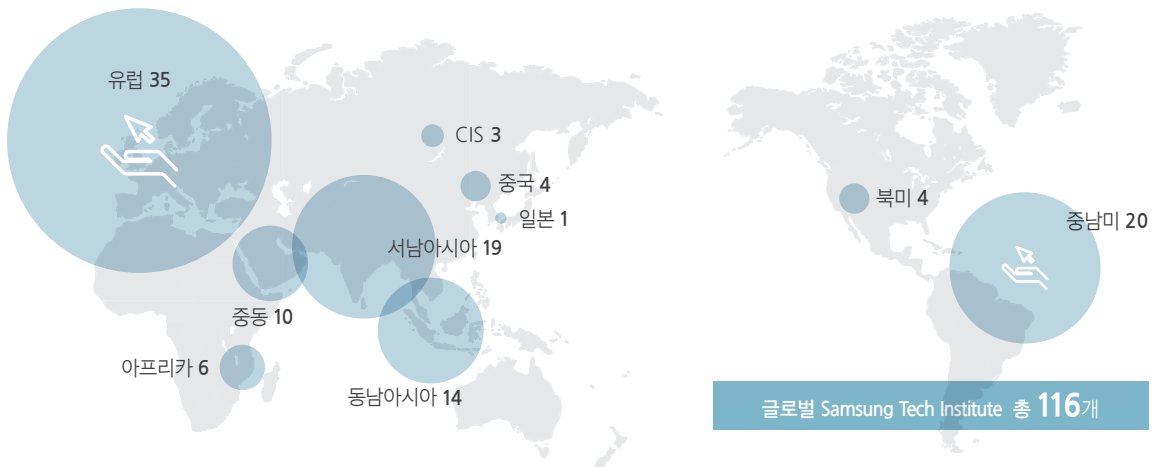 유럽 35
CIS 3
중국 4
일본 1
서남아시아 19
중동 10
아프리카 6
동남아시아 14
북미 4
중남미 20
글로벌 Samsung Tech Institute 총 116개